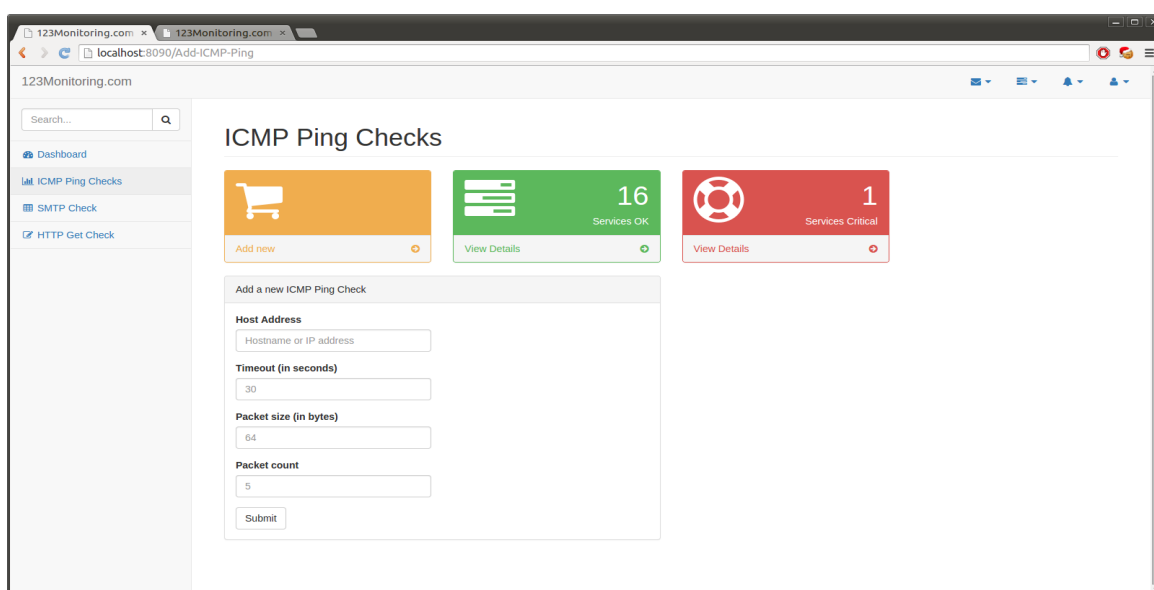 123Monitoring.com
123Monitoring.com
localhost:8090/Add-ICMP-Ping
123Monitoring.com
Search...
Dashboard
ICMP Ping Checks
SMTP Check
HTTP Get Check
ICMP Ping Checks
Add new
16
Services OK
View Details
1
Services Critical
View Details
Add a new ICMP Ping Check
Host Address
Hostname or IP address
Timeout (in seconds)
30
Packet size (in bytes)
64
Packet count
5
Submit